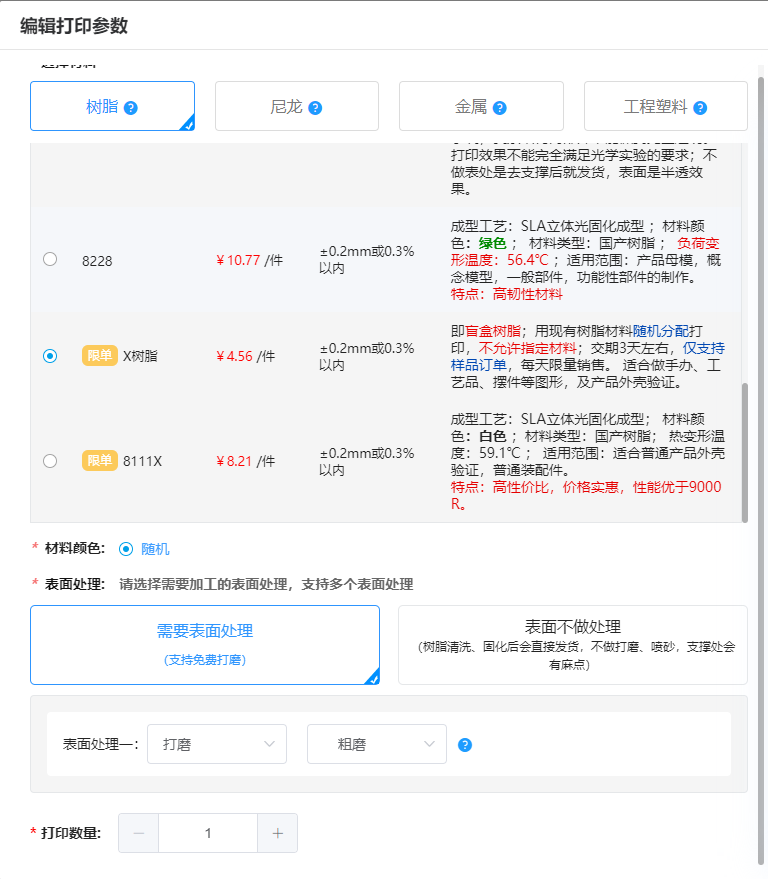 编辑打印参数
树脂
尼龙
金属
工程塑料
打印效果不能完全满足光学实验的要求；不
做表处是去支撑后就发货，表面是半透效
果。
8228
￥10.77 /件
±0.2mm或0.3%
以内
成型工艺：SLA立体光固化成型 ；材料颜
色：绿色 ； 材料类型：国产树脂 ； 负荷变
形温度：56.4℃ ；适用范围：产品母模，概
念模型，一般部件，功能性部件的制作。
特点：高韧性材料
限单 X树脂
￥4.56 /件
±0.2mm或0.3%
以内
即盲盒树脂；用现有树脂材料随机分配打
印，不允许指定材料；交期3天左右，仅支持
样品订单，每天限量销售。 适合做手办、工
艺品、摆件等图形，及产品外壳验证。
限单 8111X
￥8.21 /件
±0.2mm或0.3%
以内
成型工艺：SLA立体光固化成型； 材料颜
色：白色 ；材料类型：国产树脂； 热变形温
度：59.1℃ ； 适用范围：适合普通产品外壳
验证，普通装配件。
特点：高性价比，价格实惠，性能优于9000
R。
* 材料颜色： 随机
* 表面处理： 请选择需要加工的表面处理，支持多个表面处理
需要表面处理
(支持免费打磨)
表面不做处理
(树脂清洗、固化后会直接发货，不做打磨、喷砂，支撑处会
有麻点)
表面处理一： 打磨 粗磨
* 打印数量： 1